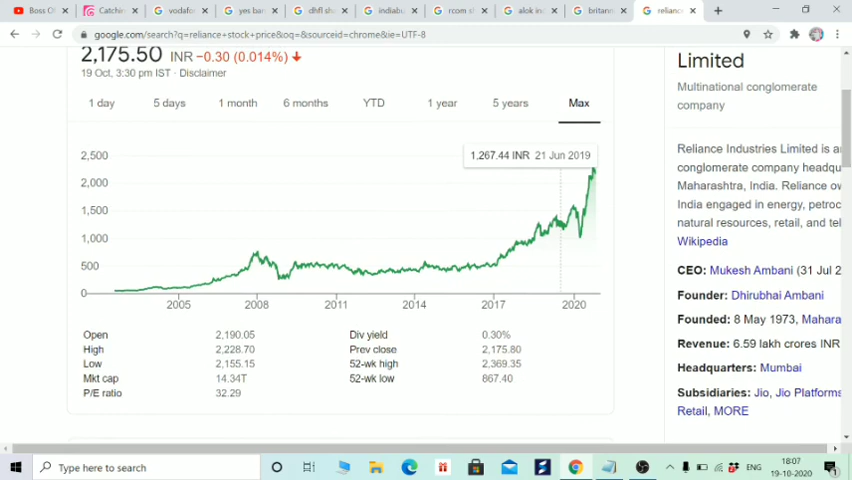 Boss O
Catchin
vodafo
yes ban
dhfl sha
indiabu
rcom s
alok in
britann
reliance
google.com/search?q=reliance+stock+price&oq=&sourceid=chrome&ie=UTF-8
2,175.50 INR −0.30 (0.014%)
19 Oct, 3:30 pm IST · Disclaimer
1 day 5 days 1 month 6 months YTD 1 year 5 years Max
1,267.44 INR 21 Jun 2019
2,500
2,000
1,500
1,000
500
0
2005 2008 2011 2014 2017 2020
Open 2,190.05 Div yield 0.30%
High 2,228.70 Prev close 2,175.80
Low 2,155.15 52-wk high 2,369.35
Mkt cap 14.34T 52-wk low 867.40
P/E ratio 32.29
Limited
Multinational conglomerate
company
Reliance Industries Limited is a
conglomerate company headqu
Maharashtra, India. Reliance ow
India engaged in energy, petroc
natural resources, retail, and tel
Wikipedia
CEO: Mukesh Ambani (31 Jul 2
Founder: Dhirubhai Ambani
Founded: 8 May 1973, Mahara
Revenue: 6.59 lakh crores INR
Headquarters: Mumbai
Subsidiaries: Jio, Jio Platforms
Retail, MORE
Type here to search
ENG
18:07
19-10-2020